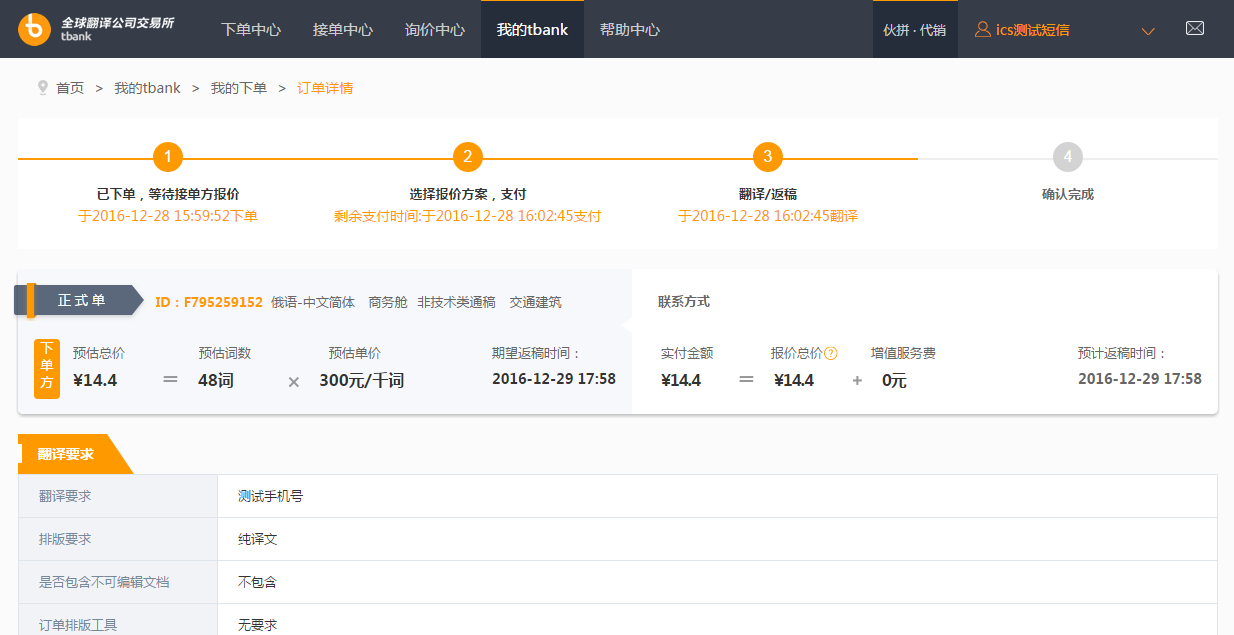 全球翻译公司交易所
tbank
下单中心 接单中心 询价中心 我的tbank 帮助中心 伙拼 · 代销 ics测试短信
首页 > 我的tbank > 我的下单 > 订单详情
1 2 3 4
已下单，等待接单方报价 选择报价方案，支付 翻译/返稿 确认完成
于2016-12-28 15:59:52下单 剩余支付时间:于2016-12-28 16:02:45支付 于2016-12-28 16:02:45翻译
正式单 ID：F795259152 俄语-中文简体 商务舱 非技术类通稿 交通建筑 联系方式
下单方
预估总价 预估词数 预估单价 期望返稿时间： 实付金额 报价总价? 增值服务费 预计返稿时间：
¥14.4 = 48词 × 300元/千词 2016-12-29 17:58 ¥14.4 = ¥14.4 + 0元 2016-12-29 17:58
翻译要求
翻译要求 测试手机号
排版要求 纯译文
是否包含不可编辑文档 不包含
订单排版工具 无要求